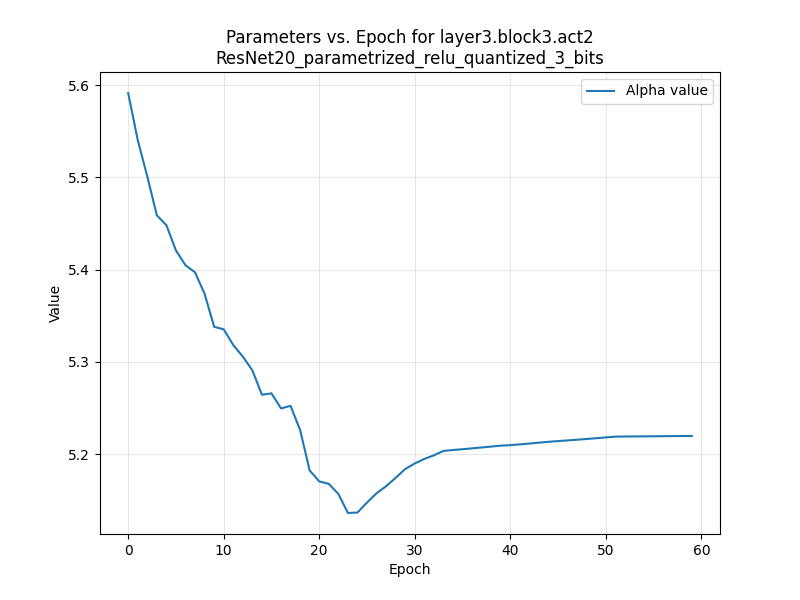 Parameters vs. Epoch for layer3.block3.act2
ResNet20_parametrized_relu_quantized_3_bits
Alpha value
5.6
5.5
5.4
5.3
5.2
Value
0 10 20 30 40 50 60
Epoch